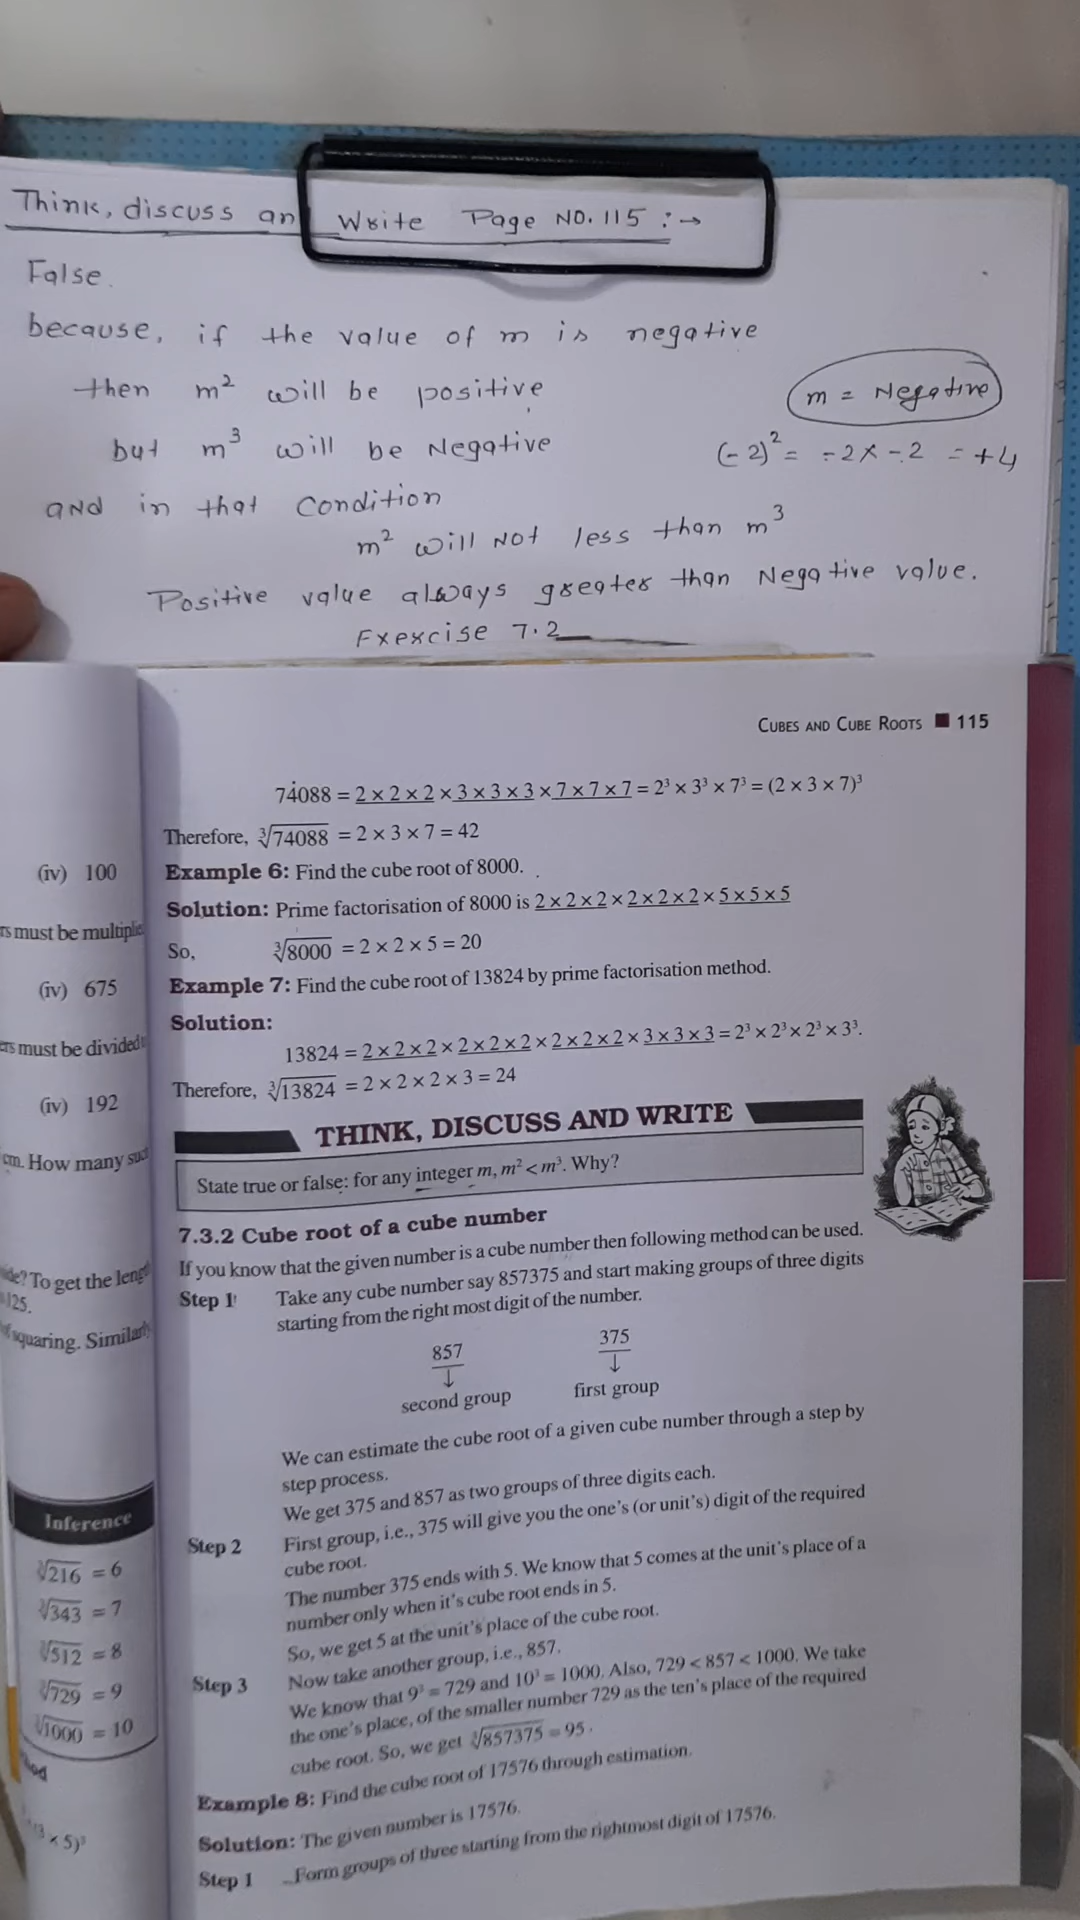 Think, discuss an Write Page NO. 115 :→
False.
because, if the value of m is negative
then m² will be positive
m = Negative
but m³ will be Negative
(-2)² = -2 x -2 = +4
and in that condition
m² will not less than m³
Positive value always greater than Negative value.
Exercise 7.2
CUBES AND CUBE ROOTS ■ 115
74088 = 2 × 2 × 2 × 3 × 3 × 3 × 7 × 7 × 7 = 2³ × 3³ × 7³ = (2 × 3 × 7)³
Therefore, ∛74088 = 2 × 3 × 7 = 42
Example 6: Find the cube root of 8000.
Solution: Prime factorisation of 8000 is 2 × 2 × 2 × 2 × 2 × 2 × 5 × 5 × 5
So, ∛8000 = 2 × 2 × 5 = 20
Example 7: Find the cube root of 13824 by prime factorisation method.
Solution:
13824 = 2 × 2 × 2 × 2 × 2 × 2 × 2 × 2 × 2 × 3 × 3 × 3 = 2³ × 2³ × 2³ × 3³.
Therefore, ∛13824 = 2 × 2 × 2 × 3 = 24
THINK, DISCUSS AND WRITE
State true or false: for any integer m, m² < m³. Why?
7.3.2 Cube root of a cube number
If you know that the given number is a cube number then following method can be used.
Step 1 Take any cube number say 857375 and start making groups of three digits
starting from the right most digit of the number.
857 375
↓ ↓
second group first group
We can estimate the cube root of a given cube number through a step by
step process.
We get 375 and 857 as two groups of three digits each.
Step 2 First group, i.e., 375 will give you the one's (or unit's) digit of the required
cube root.
The number 375 ends with 5. We know that 5 comes at the unit's place of a
number only when it's cube root ends in 5.
So, we get 5 at the unit's place of the cube root.
Step 3 Now take another group, i.e., 857.
We know that 9³ = 729 and 10³ = 1000. Also, 729 < 857 < 1000. We take
the one's place, of the smaller number 729 as the ten's place of the required
cube root. So, we get ∛857375 = 95.
Example 8: Find the cube root of 17576 through estimation.
Solution: The given number is 17576.
Step 1 Form groups of three starting from the rightmost digit of 17576.
(iv) 100
must be multiplie
(iv) 675
must be divided
(iv) 192
cm. How many such
To get the leng
125.
squaring. Similarly
Inference
∛216 = 6
∛343 = 7
∛512 = 8
∛729 = 9
∛1000 = 10
× 5)³